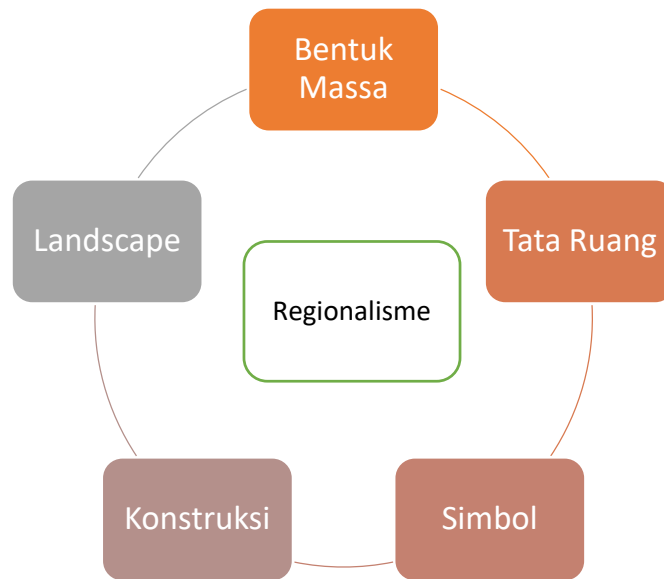 Bentuk
Massa
Landscape
Tata Ruang
Regionalisme
Konstruksi
Simbol